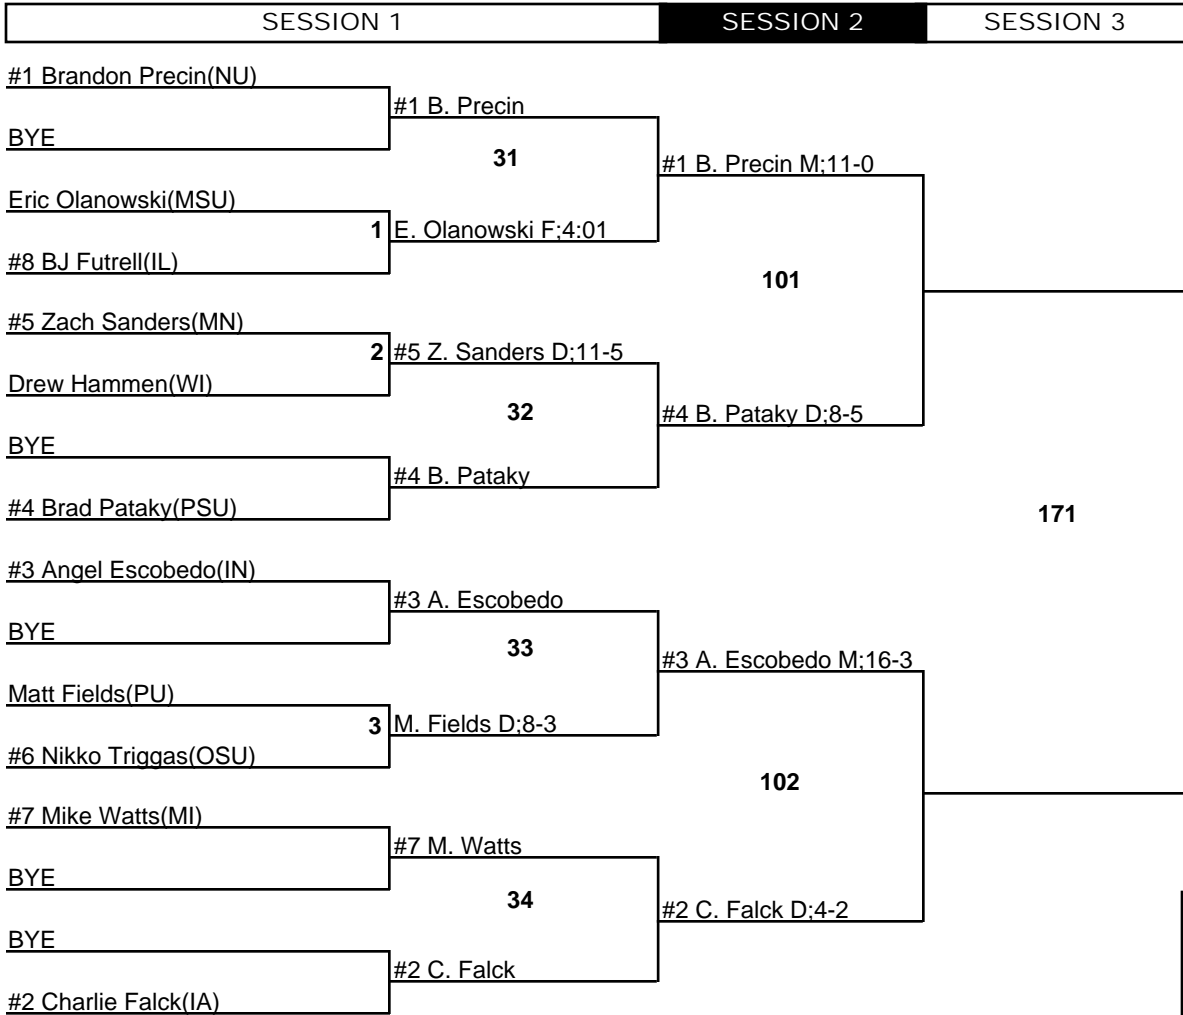 SESSION 1
SESSION 2
SESSION 3
#1 Brandon Precin(NU)
#1 B. Precin
BYE
31
#1 B. Precin M;11-0
Eric Olanowski(MSU)
1
E. Olanowski F;4:01
#8 BJ Futrell(IL)
101
#5 Zach Sanders(MN)
2
#5 Z. Sanders D;11-5
Drew Hammen(WI)
32
#4 B. Pataky D;8-5
BYE
#4 B. Pataky
#4 Brad Pataky(PSU)
171
#3 Angel Escobedo(IN)
#3 A. Escobedo
BYE
33
#3 A. Escobedo M;16-3
Matt Fields(PU)
3
M. Fields D;8-3
#6 Nikko Triggas(OSU)
102
#7 Mike Watts(MI)
#7 M. Watts
BYE
34
#2 C. Falck D;4-2
BYE
#2 C. Falck
#2 Charlie Falck(IA)